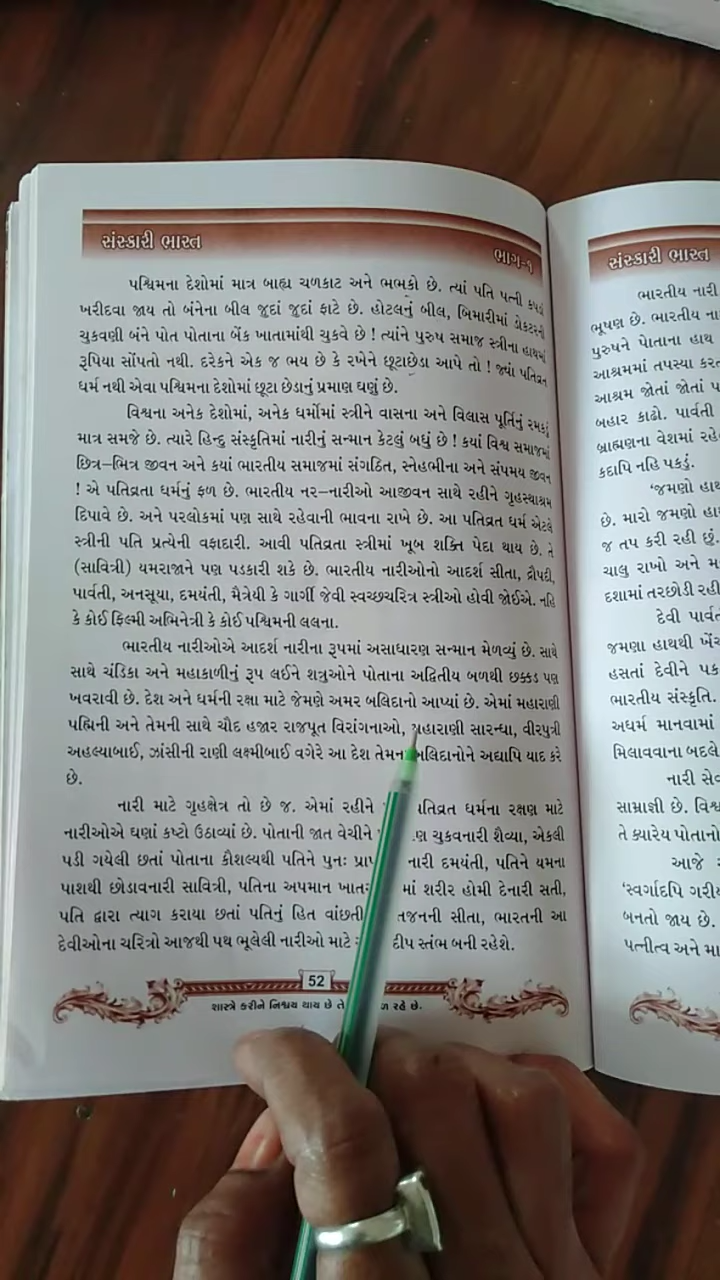 સંસ્કારી ભારત
ભાગ-૧
પશ્ચિમના દેશોમાં માત્ર બાહ્ય ચળકાટ અને ભભકો છે. ત્યાં પતિ પત્ની કપડાં
ખરીદવા જાય તો બંનેના બીલ જૂદાં જૂદાં ફાટે છે. હોટલનું બીલ, બિમારીમાં ડોક્ટરની
ચુકવણી બંને પોત પોતાના બેંક ખાતામાંથી ચુકવે છે ! ત્યાંને પુરુષ સમાજ સ્ત્રીના હાથમાં
રૂપિયા સોંપતો નથી. દરેકને એક જ ભય છે કે રખેને છૂટાછેડા આપે તો ! જ્યાં પતિવ્રત
ધર્મ નથી એવા પશ્ચિમના દેશોમાં છૂટા છેડાનું પ્રમાણ ઘણું છે.
વિશ્વના અનેક દેશોમાં, અનેક ધર્મોમાં સ્ત્રીને વાસના અને વિલાસ પૂર્તિનું રમકડું
માત્ર સમજે છે. ત્યારે હિન્દુ સંસ્કૃતિમાં નારીનું સન્માન કેટલું બધું છે ! કયાં વિશ્વ સમાજમાં
છિત્ર–ભિત્ર જીવન અને કયાં ભારતીય સમાજમાં સંગઠિત, સ્નેહભીના અને સંપમય જીવન
! એ પતિવ્રતા ધર્મનું ફળ છે. ભારતીય નર–નારીઓ આજીવન સાથે રહીને ગૃહસ્થાશ્રમ
દિપાવે છે. અને પરલોકમાં પણ સાથે રહેવાની ભાવના રાખે છે. આ પતિવ્રત ધર્મ એટલે
સ્ત્રીની પતિ પ્રત્યેની વફાદારી. આવી પતિવ્રતા સ્ત્રીમાં ખૂબ શક્તિ પેદા થાય છે. તે
(સાવિત્રી) યમરાજાને પણ પડકારી શકે છે. ભારતીય નારીઓનો આદર્શ સીતા, દ્રૌપદી,
પાર્વતી, અનસૂયા, દમયંતી, મૈત્રેયી કે ગાર્ગી જેવી સ્વચ્છચરિત્ર સ્ત્રીઓ હોવી જોઈએ. નહિ
કે કોઈ ફિલ્મી અભિનેત્રી કે કોઈ પશ્ચિમની લલના.
ભારતીય નારીઓએ આદર્શ નારીના રૂપમાં અસાધારણ સન્માન મેળવ્યું છે. સાથે
સાથે ચંડિકા અને મહાકાળીનું રૂપ લઈને શત્રુઓને પોતાના અદ્વિતીય બળથી છક્કડ પણ
ખવરાવી છે. દેશ અને ધર્મની રક્ષા માટે જેમણે અમર બલિદાનો આપ્યાં છે. એમાં મહારાણી
પદ્મિની અને તેમની સાથે ચૌદ હજાર રાજપૂત વિરાંગનાઓ, મહારાણી સારન્ધા, વીરપુત્રી
અહલ્યાબાઈ, ઝાંસીની રાણી લક્ષ્મીબાઈ વગેરે આ દેશ તેમના બલિદાનોને અદ્યાપિ યાદ કરે
છે.
નારી માટે ગૃહક્ષેત્ર તો છે જ. એમાં રહીને પતિવ્રત ધર્મના રક્ષણ માટે
નારીઓએ ઘણાં કષ્ટો ઉઠાવ્યાં છે. પોતાની જાત વેચીને ચુકવનારી શૈવ્યા, એકલી
પડી ગયેલી છતાં પોતાના કૌશલ્યથી પતિને પુનઃ દમયંતી, પતિને યમના
પાશથી છોડાવનારી સાવિત્રી, પતિના અપમાન શરીર હોમી દેનારી સતી,
પતિ દ્વારા ત્યાગ કરાયા છતાં પતિનું હિત વાંછતી સીતા, ભારતની આ
દેવીઓના ચરિત્રો આજથી પથ ભૂલેલી નારીઓ માટે દીપ સ્તંભ બની રહેશે.
52
શાસ્ત્રે કરીને નિશ્ચય થાય છે રહે છે.
સંસ્કારી ભારત
ભારતીય નારી
ભૂષણ છે. ભારતીય
પુરુષને પોતાના હાથ
આશ્રમમાં તપસ્યા
આશ્રમ જોતાં જોતાં
બહાર કાઢો. પાર્વતી
બ્રાહ્મણના વેશમાં
કદાપિ નહિ પકડું.
‘જમણો
છે. મારો જમણો
જ તપ કરી રહી છું.
ચાલુ રાખો અને
દશામાં તરછોડી રહી
દેવી
જમણા હાથથી
હસતાં દેવીને
ભારતીય સંસ્કૃતિ.
અધર્મ માનવામાં
મિલાવવાના બદલે
નારી
સામ્રાજ્ઞી છે.
તે ક્યારેય પોતાનો
આજે
‘સ્વર્ગાદપિ
બનતો જાય છે.
પત્નીત્વ અને